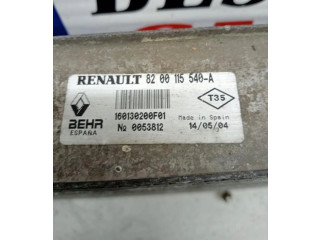 RENAULT 82 00 115 540-A
160130200F01
T35
BEHR
ESPAÑA
Nº 0053812
Made in Spain
14/05/04